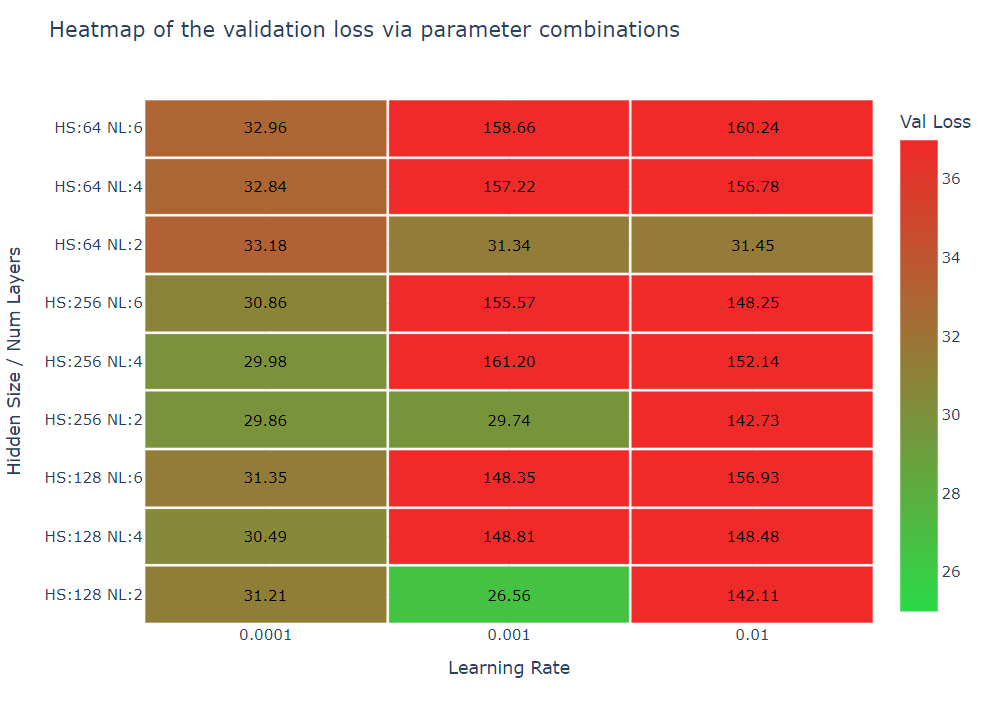 Heatmap of the validation loss via parameter combinations
Val Loss
HS:64 NL:6 32.96 158.66 160.24
HS:64 NL:4 32.84 157.22 156.78
HS:64 NL:2 33.18 31.34 31.45
HS:256 NL:6 30.86 155.57 148.25
HS:256 NL:4 29.98 161.20 152.14
HS:256 NL:2 29.86 29.74 142.73
HS:128 NL:6 31.35 148.35 156.93
HS:128 NL:4 30.49 148.81 148.48
HS:128 NL:2 31.21 26.56 142.11
0.0001 0.001 0.01
Learning Rate
Hidden Size / Num Layers
36
34
32
30
28
26